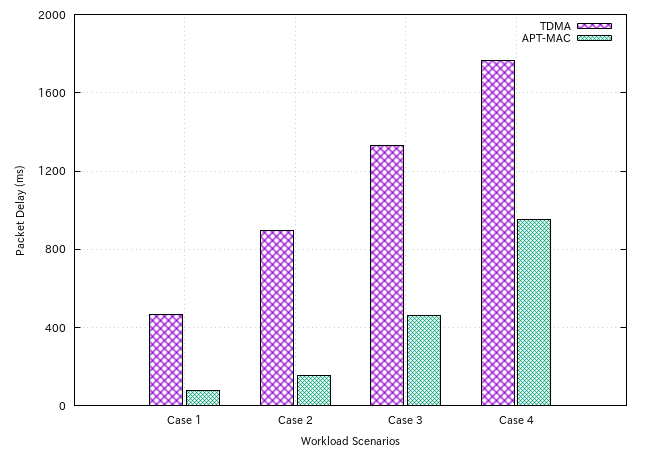 2000
TDMA
APT-MAC
1600
1200
800
400
0
Packet Delay (ms)
Case 1 Case 2 Case 3 Case 4
Workload Scenarios